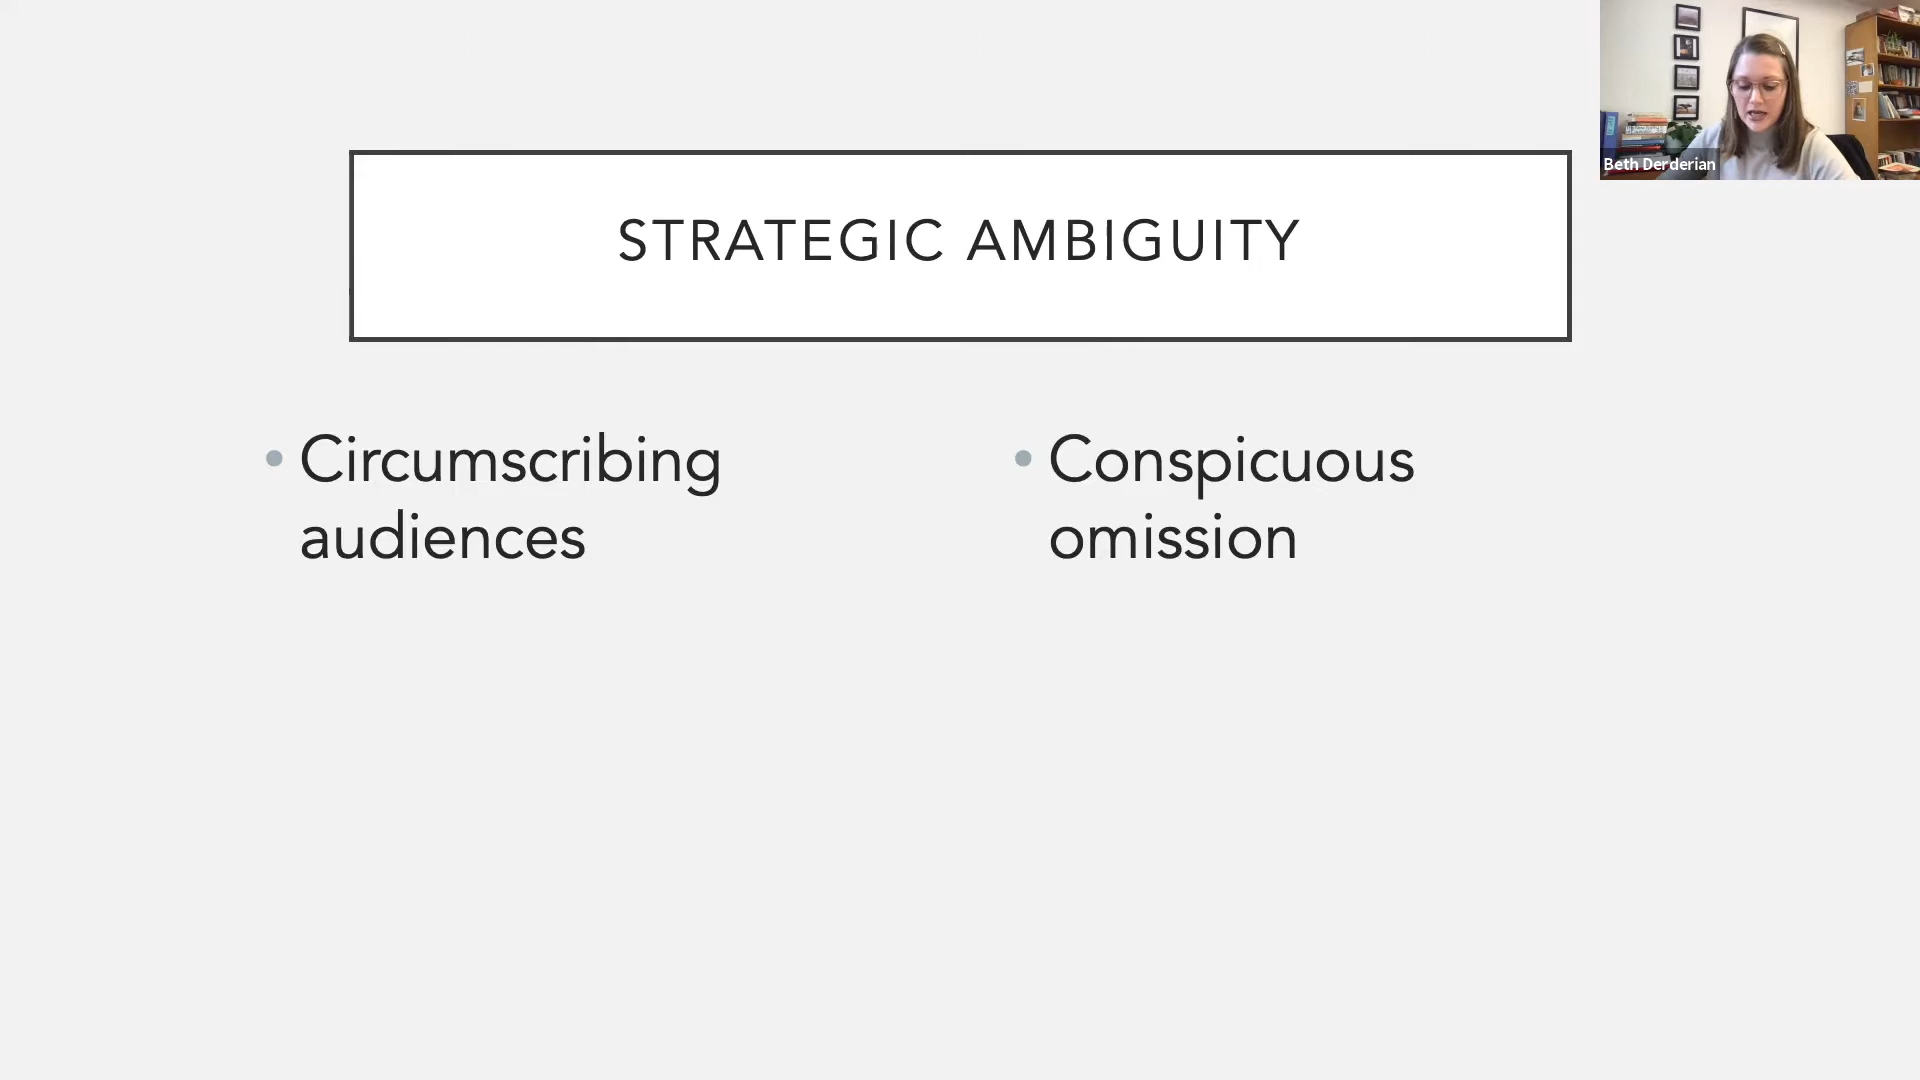 STRATEGIC AMBIGUITY
Circumscribing
audiences
Conspicuous
omission
Beth Derderian